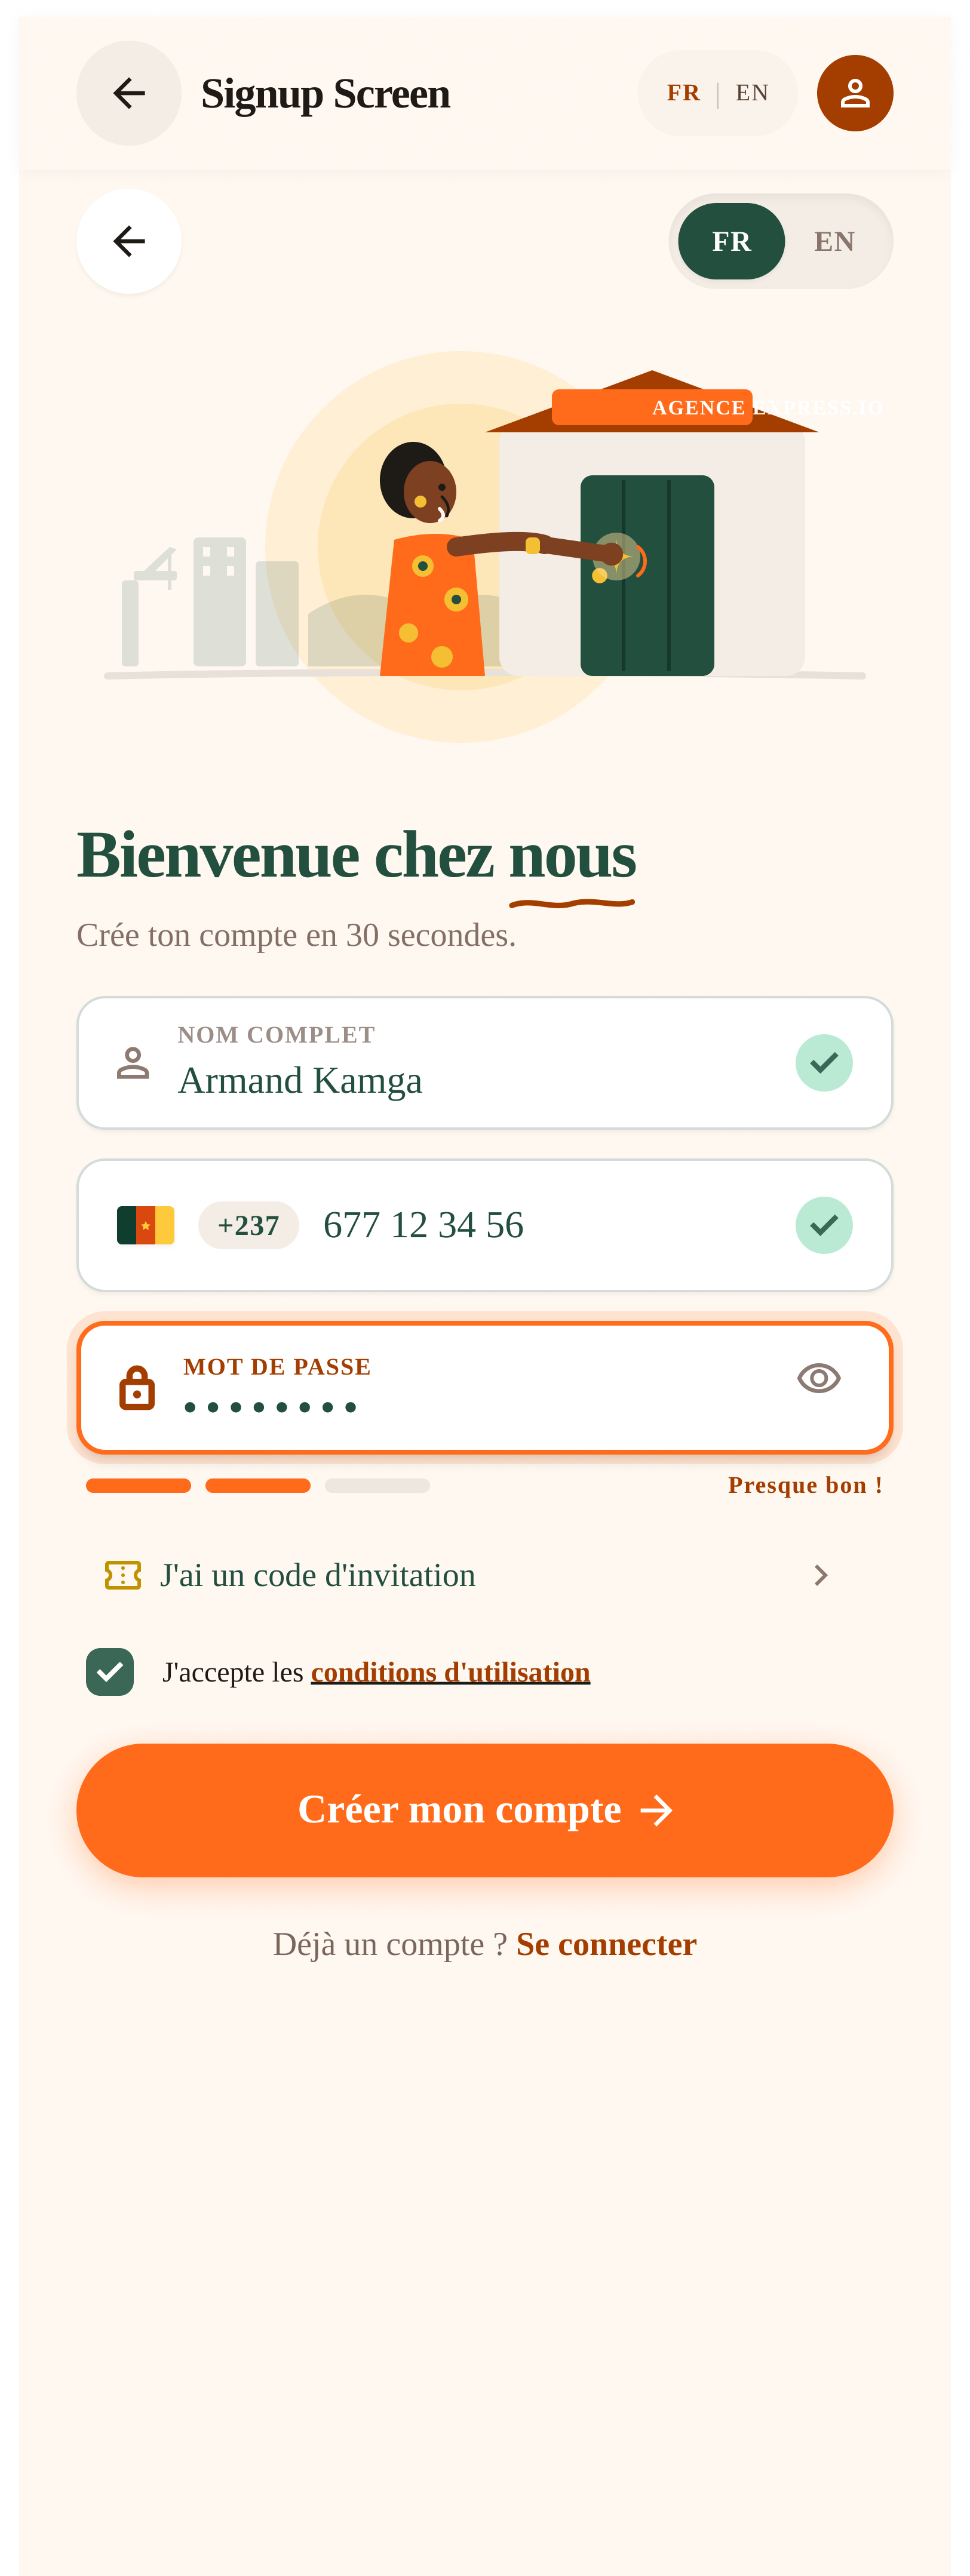 Signup Screen
FR | EN
FR EN
AGENCE EXPRESS.IO
Bienvenue chez nous
Crée ton compte en 30 secondes.
NOM COMPLET
Armand Kamga
+237 677 12 34 56
MOT DE PASSE
••••••••
Presque bon !
J'ai un code d'invitation
J'accepte les conditions d'utilisation
Créer mon compte →
Déjà un compte ? Se connecter